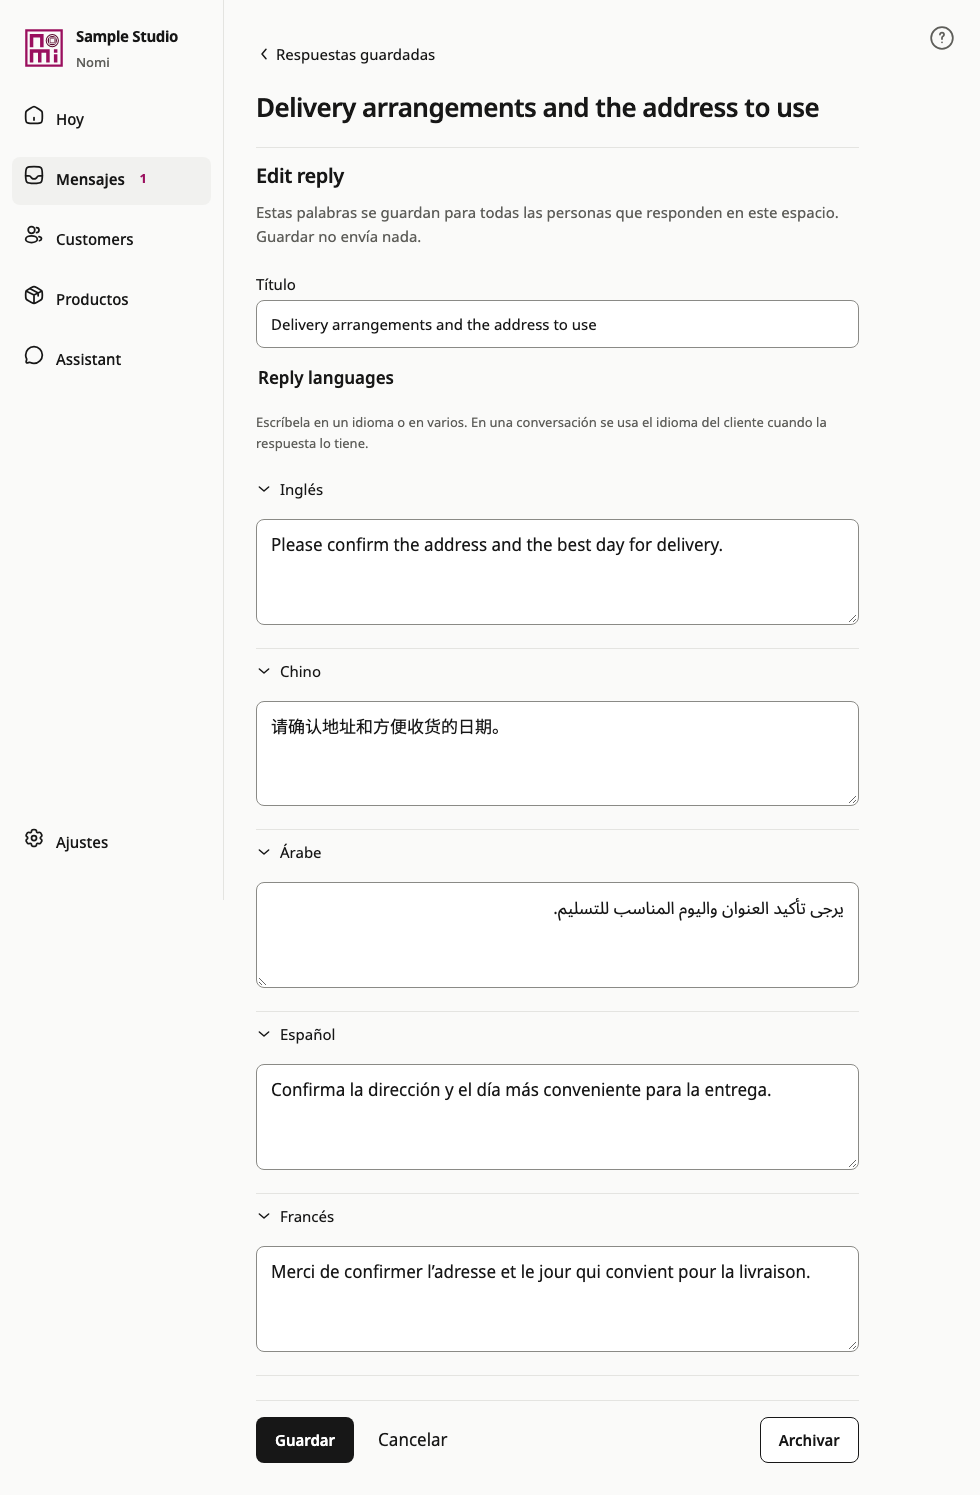 nomi
Sample Studio
Nomi
Hoy
Mensajes 1
Customers
Productos
Assistant
Ajustes
?
Respuestas guardadas
Delivery arrangements and the address to use
Edit reply
Estas palabras se guardan para todas las personas que responden en este espacio.
Guardar no envía nada.
Título
Delivery arrangements and the address to use
Reply languages
Escríbela en un idioma o en varios. En una conversación se usa el idioma del cliente cuando la
respuesta lo tiene.
Inglés
Please confirm the address and the best day for delivery.
Chino
请确认地址和方便收货的日期。
Árabe
يرجى تأكيد العنوان واليوم المناسب للتسليم.
Español
Confirma la dirección y el día más conveniente para la entrega.
Francés
Merci de confirmer l’adresse et le jour qui convient pour la livraison.
Guardar
Cancelar
Archivar